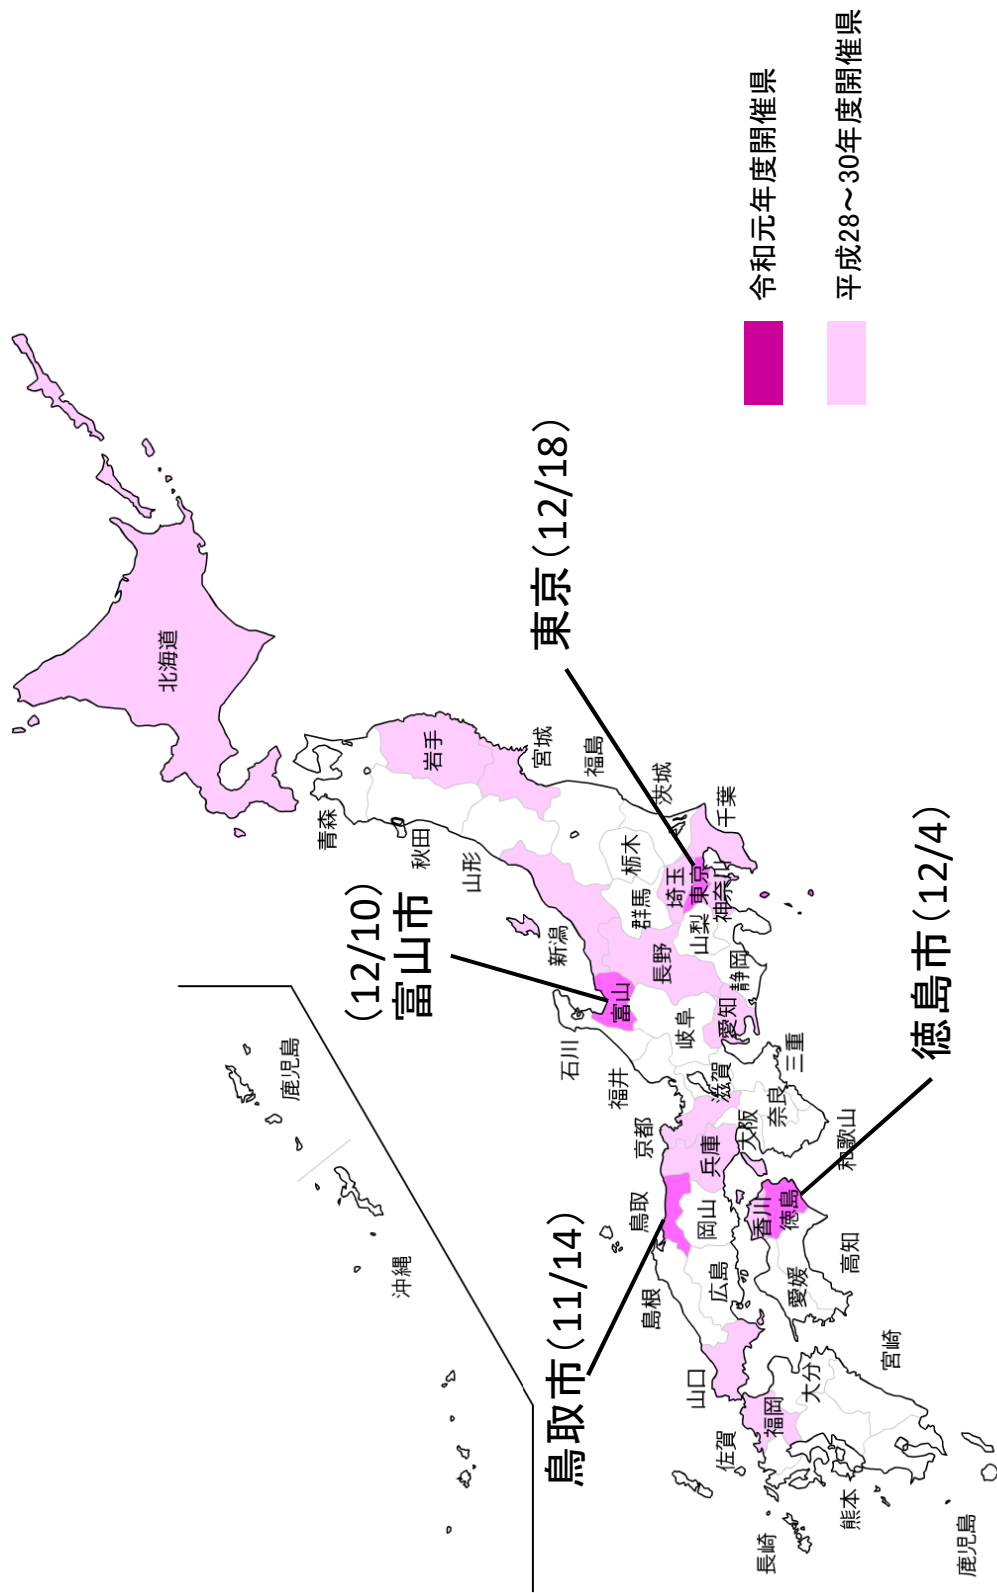 北海道
青森
岩手
秋田
宮城
山形
福島
新潟
茨城
栃木
群馬
埼玉
千葉
東京
神奈川
山梨
長野
静岡
富山
石川
岐阜
愛知
福井
滋賀
三重
京都
奈良
大阪
兵庫
和歌山
鳥取
岡山
島根
広島
山口
香川
徳島
愛媛
高知
福岡
佐賀
大分
長崎
熊本
宮崎
鹿児島
鹿児島
沖縄
(12/10)
富山市
東京(12/18)
鳥取市(11/14)
徳島市(12/4)
令和元年度開催県
平成28～30年度開催県